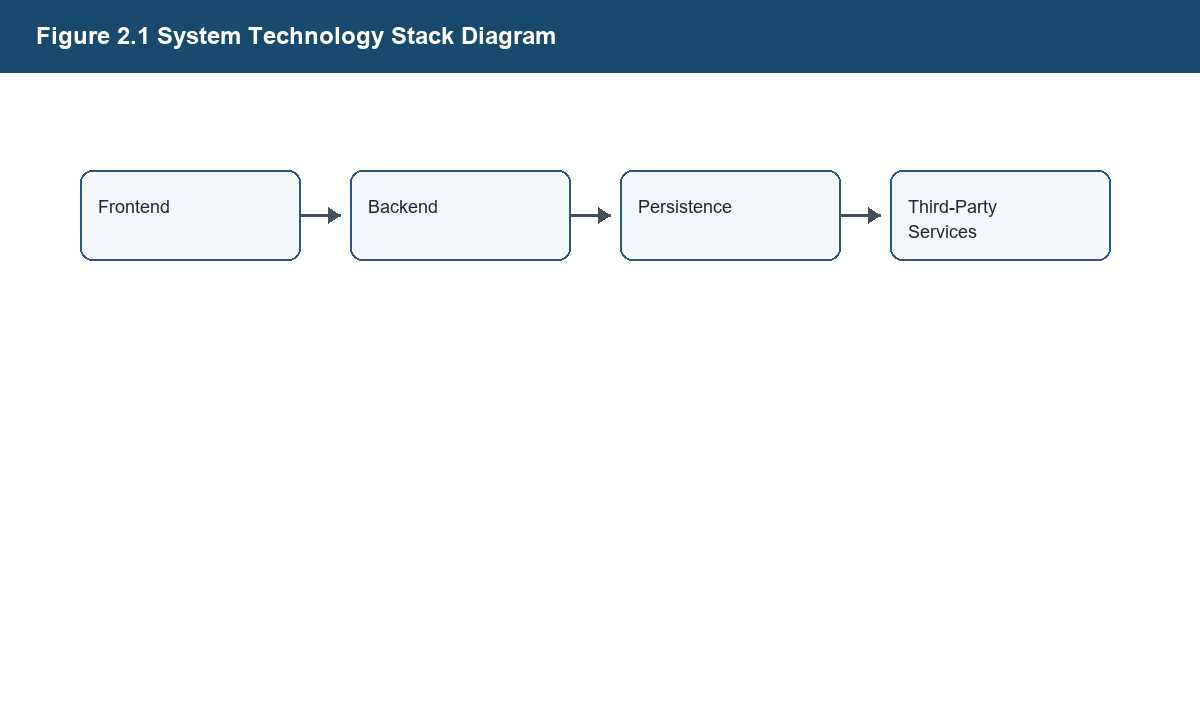 Figure 2.1 System Technology Stack Diagram
Frontend
Backend
Persistence
Third-Party
Services